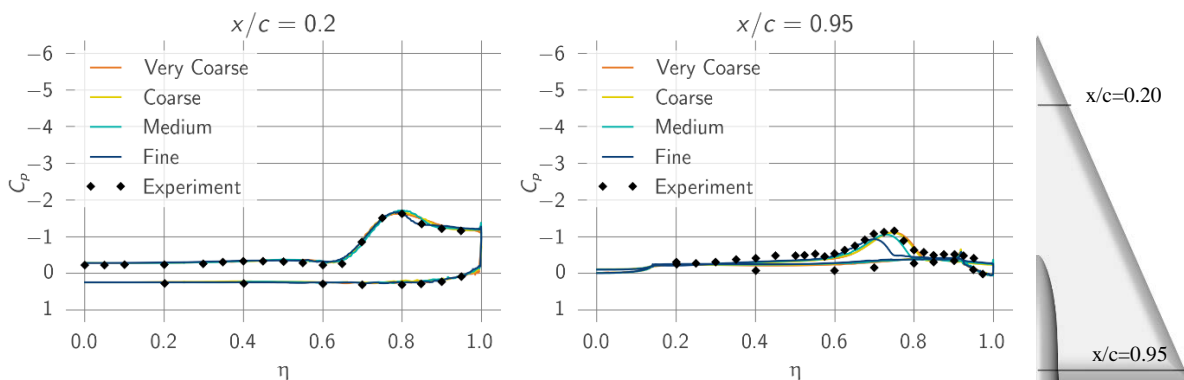 x/c = 0.2
−6
−5
−4
−3
−2
−1
0
1
Cp
Very Coarse
Coarse
Medium
Fine
Experiment
0.0 0.2 0.4 0.6 0.8 1.0
η
x/c = 0.95
−6
−5
−4
−3
−2
−1
0
1
Cp
Very Coarse
Coarse
Medium
Fine
Experiment
0.0 0.2 0.4 0.6 0.8 1.0
η
x/c=0.20
x/c=0.95